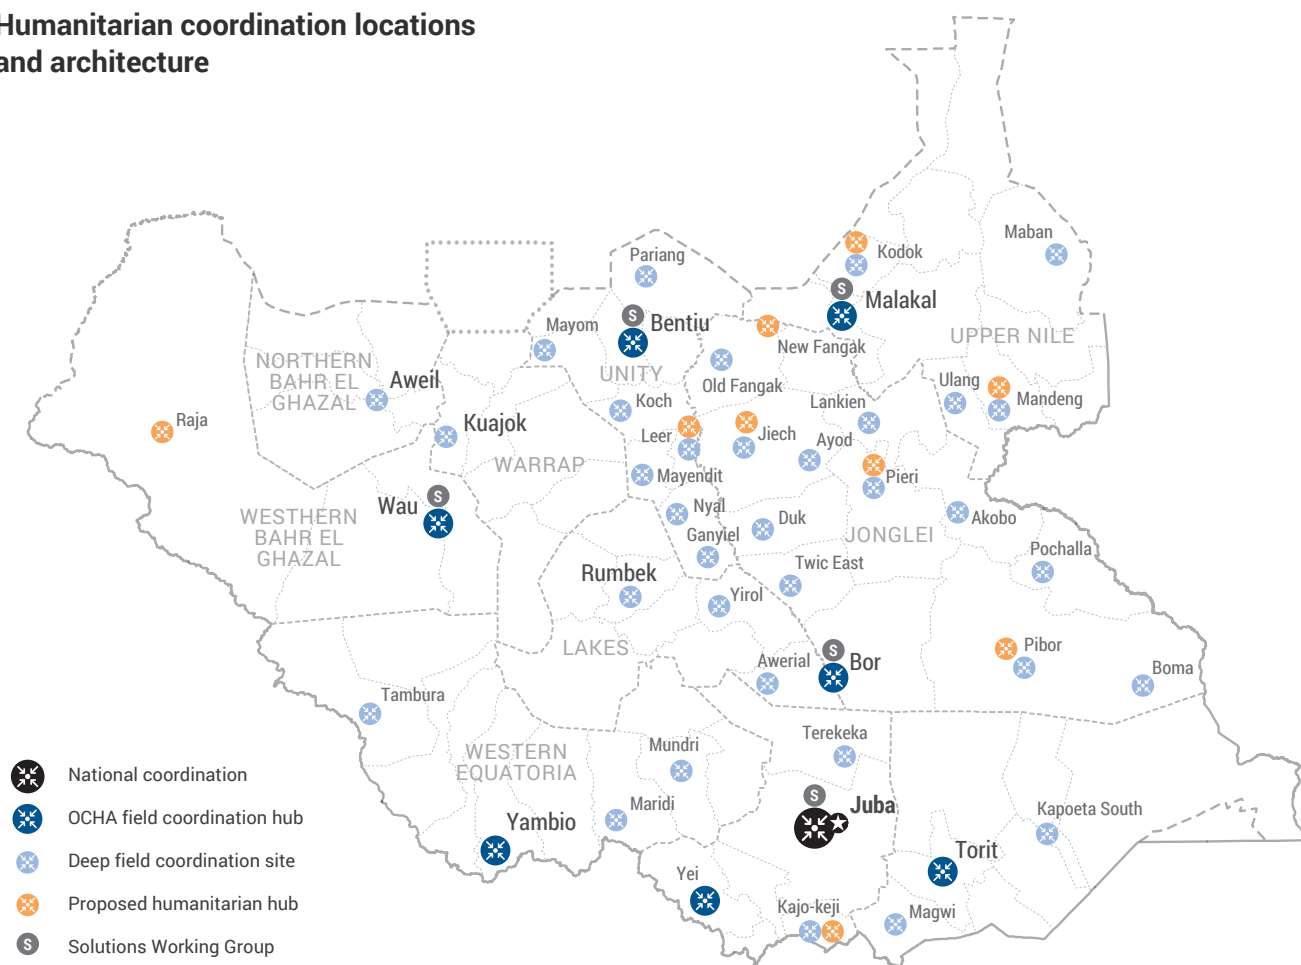 Humanitarian coordination locations
and architecture
Maban
Kodok
Pariang
S
Malakal
S
Bentiu
Mayom
New Fangak
UPPER NILE
NORTHERN
BAHR EL
GHAZAL
Aweil
UNITY
Old Fangak
Ulang
Mandeng
Koch
Lankien
Raja
Kuajok
Leer
Jiech
Ayod
WARRAP
Mayendit
Pieri
S
Wau
Nyal
Duk
Akobo
WESTHERN
BAHR EL
GHAZAL
Ganyiel
JONGLEI
Pochalla
Twic East
Rumbek
Yirol
LAKES
S
Bor
Awerial
Pibor
Boma
Tambura
Terekeka
Mundri
WESTERN
EQUATORIA
S
Juba
Maridi
Kapoeta South
Yambio
Torit
Yei
Kajo-keji
Magwi
National coordination
OCHA field coordination hub
Deep field coordination site
Proposed humanitarian hub
S
Solutions Working Group